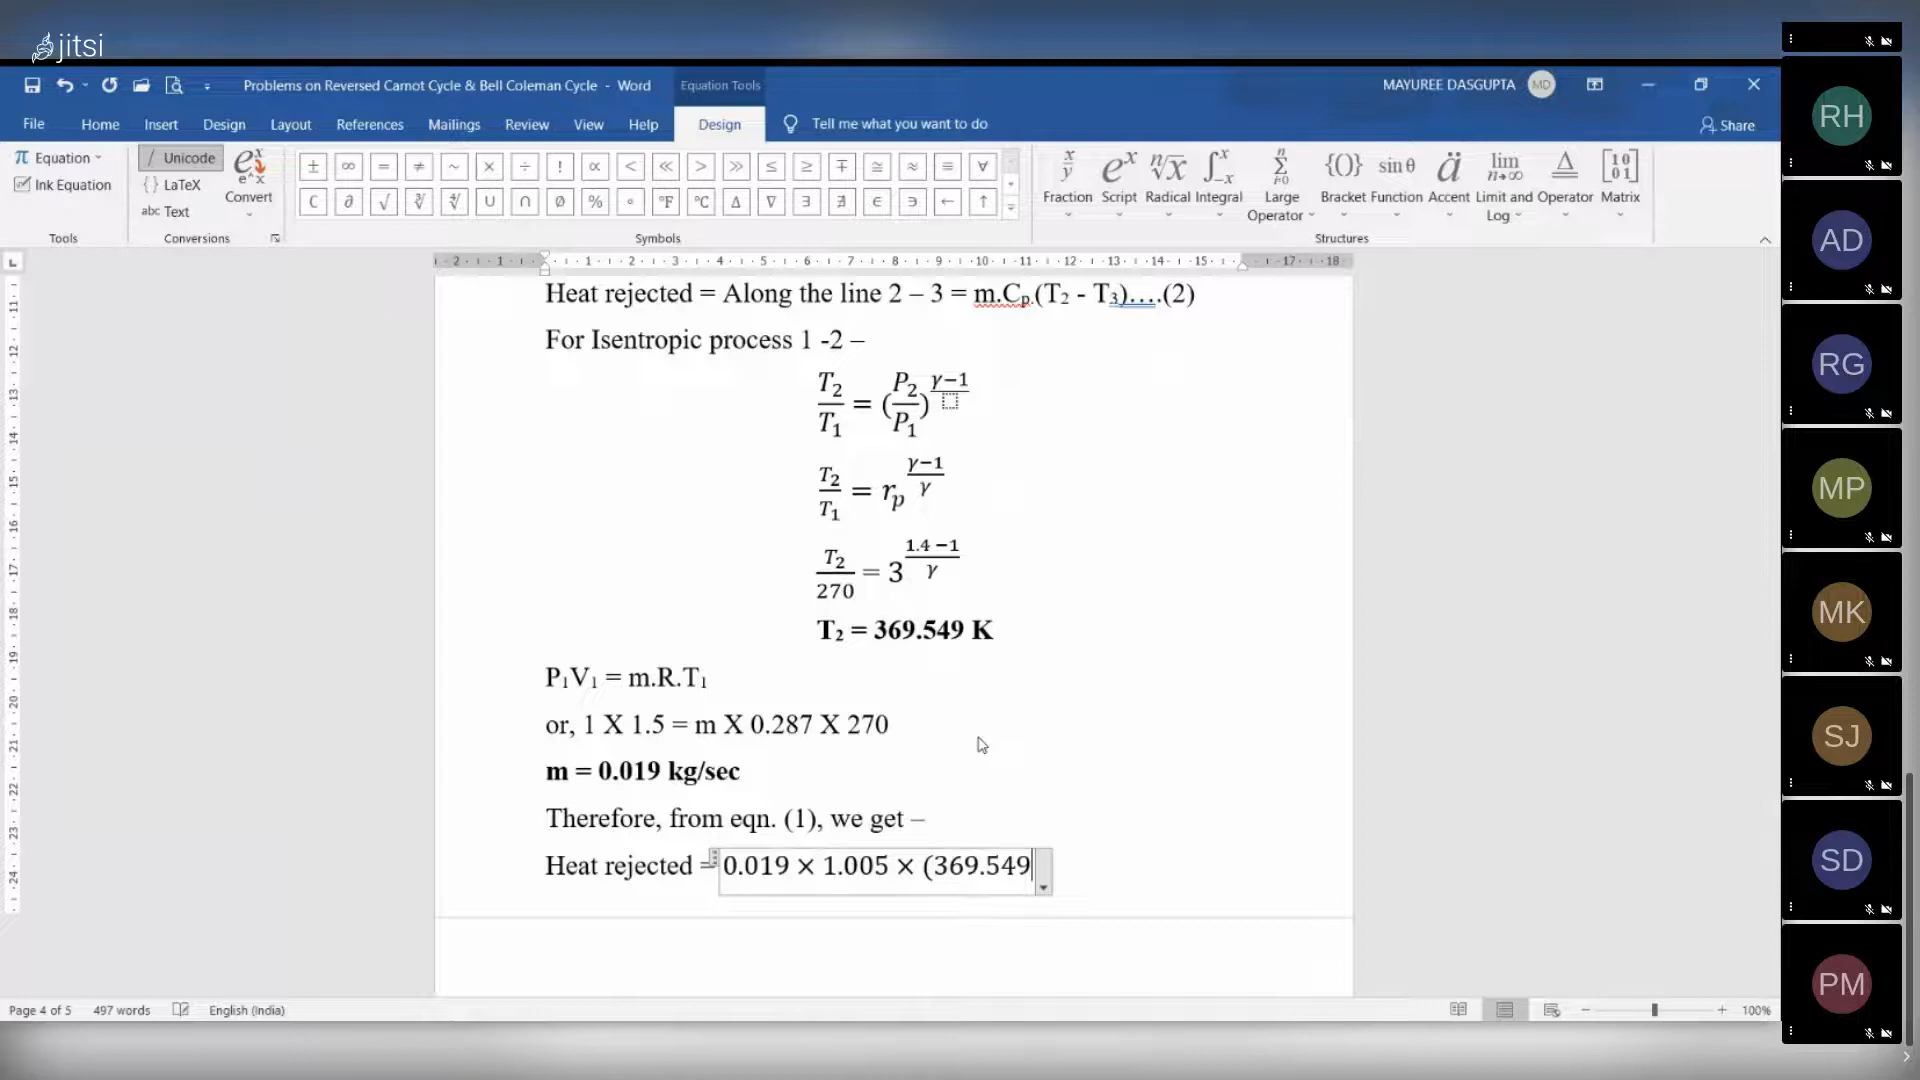 jitsi
Problems on Reversed Carnot Cycle & Bell Coleman Cycle - Word
Equation Tools
MAYUREE DASGUPTA
MD
File Home Insert Design Layout References Mailings Review View Help Design Tell me what you want to do
Share
π Equation
Ink Equation
Tools
Unicode
{} LaTeX
abc Text
Convert
Conversions
± ∞ = ≠ ~ × ÷ ! ∝ < ≪ > ≫ ≤ ≥ ∓ ≅ ≈ ≡ ∀
∁ ∂ √ ∛ ∜ ∪ ∩ ∅ % ° °F °C ∆ ∇ ∃ ∄ ∈ ∋ ← ↑
Symbols
Fraction Script Radical Integral Large Operator Bracket Function Accent Limit and Log Operator Matrix
Structures
Heat rejected = Along the line 2 – 3 = m.Cp.(T2 - T3)….(2)
For Isentropic process 1 -2 –
T2/T1 = (P2/P1)^(γ−1)/
T2/T1 = rp^(γ−1)/γ
T2/270 = 3^(1.4 −1)/γ
T2 = 369.549 K
P1V1 = m.R.T1
or, 1 X 1.5 = m X 0.287 X 270
m = 0.019 kg/sec
Therefore, from eqn. (1), we get –
Heat rejected = 0.019 × 1.005 × (369.549
Page 4 of 5 497 words English (India)
100%
RH
AD
RG
MP
MK
SJ
SD
PM